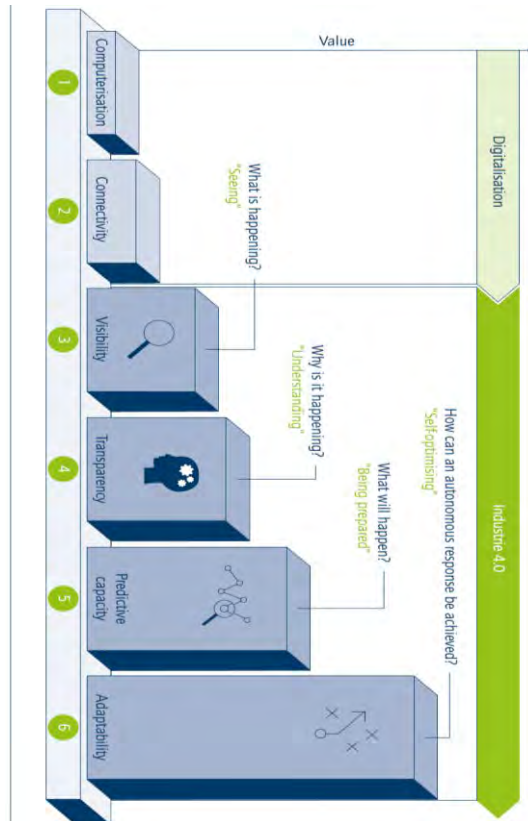 Value
Digitalisation
Industrie 4.0
How can an autonomous response be achieved?
"Self-optimising"
What will happen?
"Being prepared"
Why is it happening?
"Understanding"
What is happening?
"Seeing"
Computerisation
Connectivity
Visibility
Transparency
Predictive
capacity
Adaptability
1
2
3
4
5
6